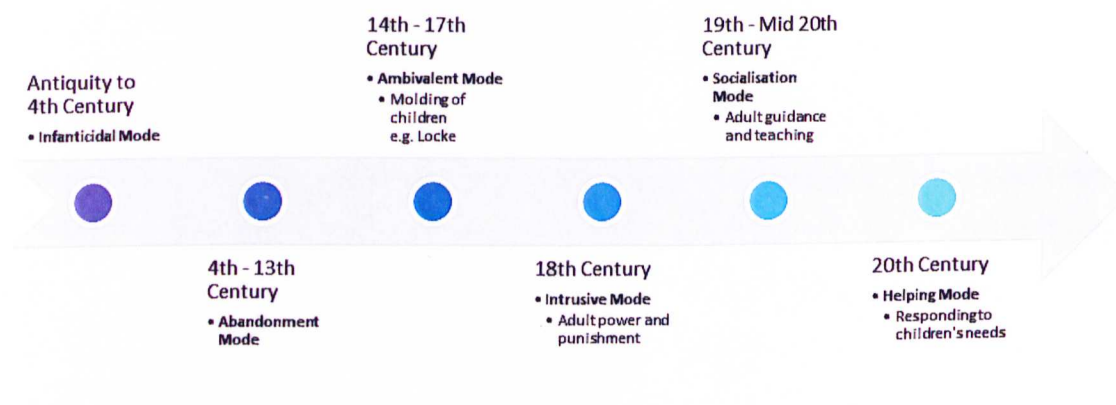 Antiquity to
4th Century
• Infanticidal Mode
4th - 13th
Century
• Abandonment
Mode
14th - 17th
Century
• Ambivalent Mode
• Molding of
children
e.g. Locke
18th Century
• Intrusive Mode
• Adult power and
punishment
19th - Mid 20th
Century
• Socialisation
Mode
• Adult guidance
and teaching
20th Century
• Helping Mode
• Responding to
children's needs